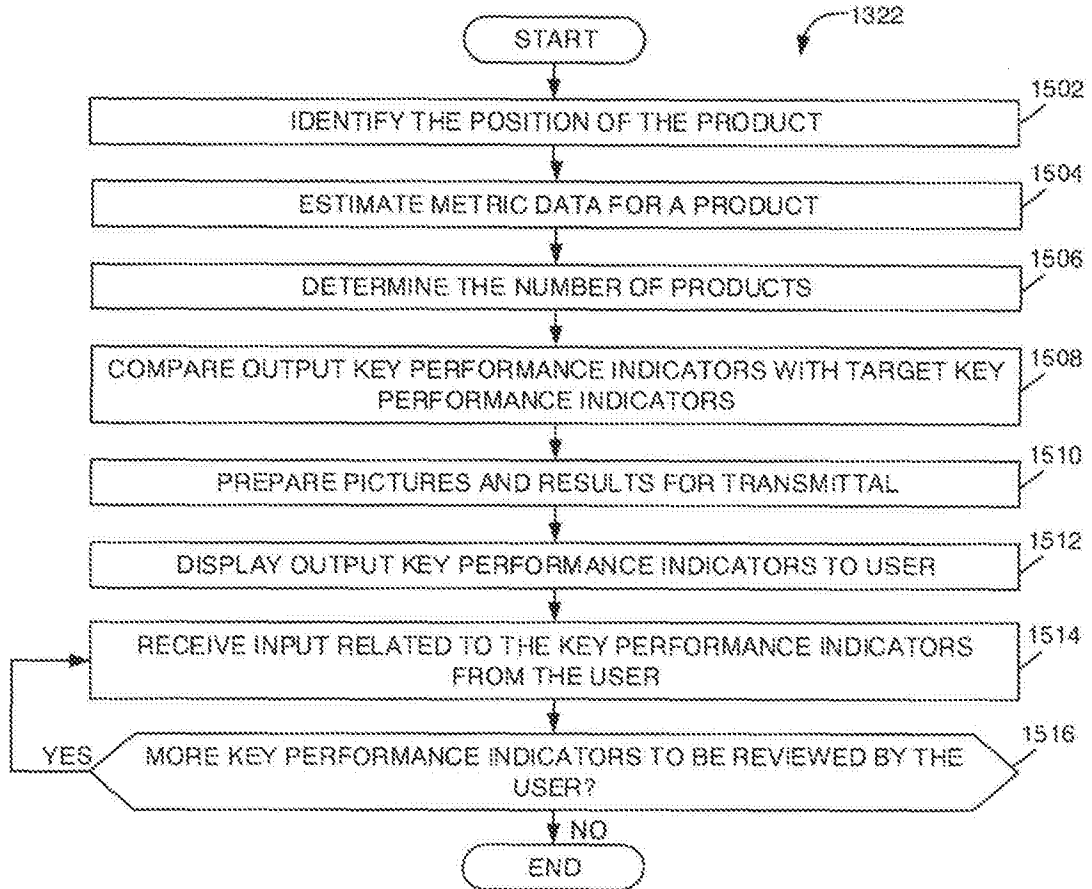 1322
START
1502
IDENTIFY THE POSITION OF THE PRODUCT
1504
ESTIMATE METRIC DATA FOR A PRODUCT
1506
DETERMINE THE NUMBER OF PRODUCTS
1508
COMPARE OUTPUT KEY PERFORMANCE INDICATORS WITH TARGET KEY
PERFORMANCE INDICATORS
1510
PREPARE PICTURES AND RESULTS FOR TRANSMITTAL
1512
DISPLAY OUTPUT KEY PERFORMANCE INDICATORS TO USER
1514
RECEIVE INPUT RELATED TO THE KEY PERFORMANCE INDICATORS
FROM THE USER
1516
YES
MORE KEY PERFORMANCE INDICATORS TO BE REVIEWED BY THE
USER?
NO
END